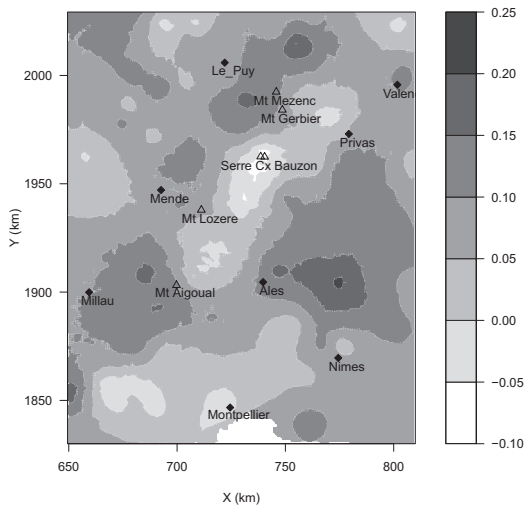 2000
1950
1900
1850
Y (km)
650
700
750
800
X (km)
Le_Puy
Mt Mezenc
Valen
Mt Gerbier
Privas
Serre Cx Bauzon
Mende
Mt Lozere
Mt Aigoual
Ales
Millau
Nimes
Montpellier
0.25
0.20
0.15
0.10
0.05
0.00
−0.05
−0.10